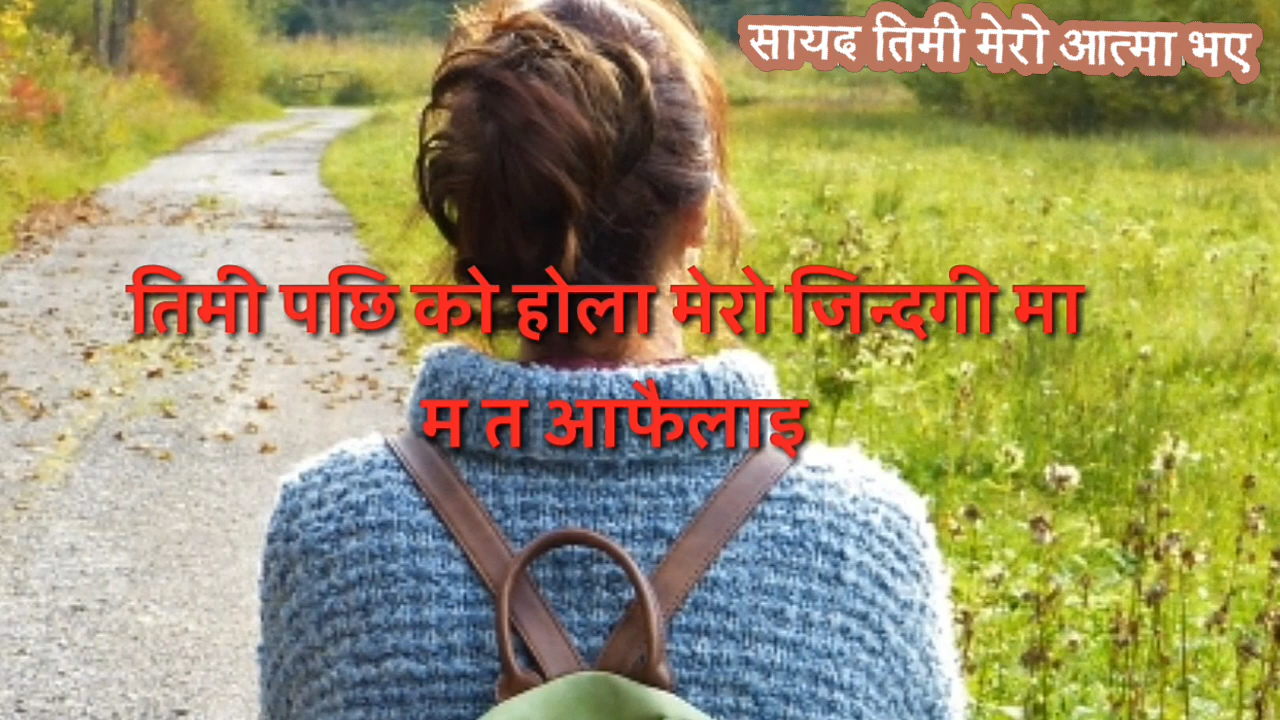 सायद तिमी मेरो आत्मा भए
तिमी पछि को होला मेरो जिन्दगी मा
म त आफैलाइ